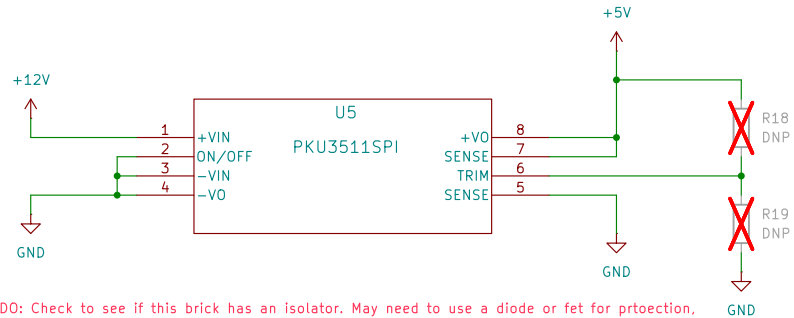 +5V
+12V
U5
PKU3511SPI
1 +VIN
2 ON/OFF
3 -VIN
4 -VO
+VO 8
SENSE 7
TRIM 6
SENSE 5
R18
DNP
R19
DNP
GND
GND
GND
DO: Check to see if this brick has an isolator. May need to use a diode or fet for prtoection,